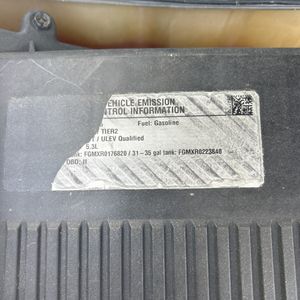 VEHICLE EMISSION
CONTROL INFORMATION
Fuel: Gasoline
TIER2
/ ULEV Qualified
5.3L
tank: FGMXR0176820 / 31-35 gal tank: FGMXR0223840
OBD: II